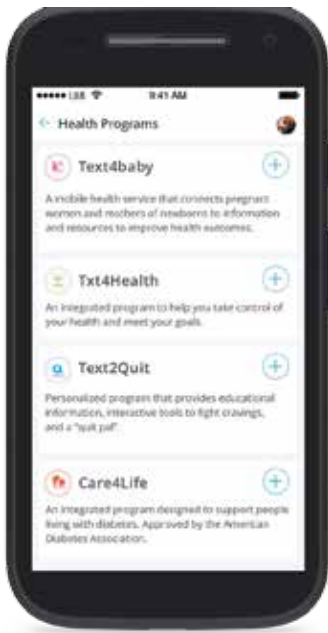 9:41 AM
Health Programs
Text4baby
A mobile health service that connects pregnant
women and mothers of newborns to information
and resources to improve health outcomes.
Txt4Health
An integrated program to help you take control of
your health and meet your goals.
Text2Quit
Personalized program that provides educational
information, interactive tools to fight cravings,
and a "quit pal".
Care4Life
An integrated program designed to support people
living with diabetes. Approved by the American
Diabetes Association.